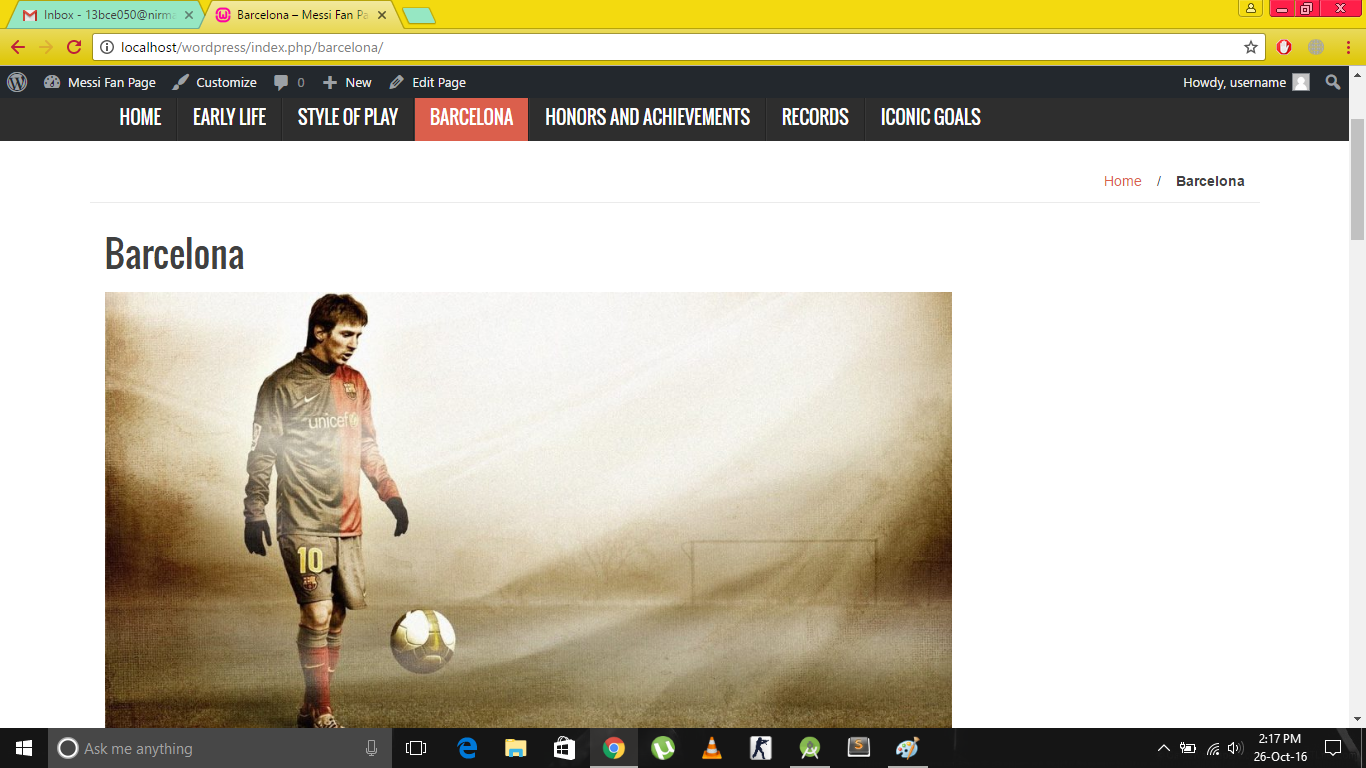 Inbox - 13bce050@nirm
Barcelona – Messi Fan Pa
localhost/wordpress/index.php/barcelona/
Messi Fan Page Customize 0 New Edit Page Howdy, username
HOME EARLY LIFE STYLE OF PLAY BARCELONA HONORS AND ACHIEVEMENTS RECORDS ICONIC GOALS
Home / Barcelona
Barcelona
unicef
10
Ask me anything
2:17 PM
26-Oct-16